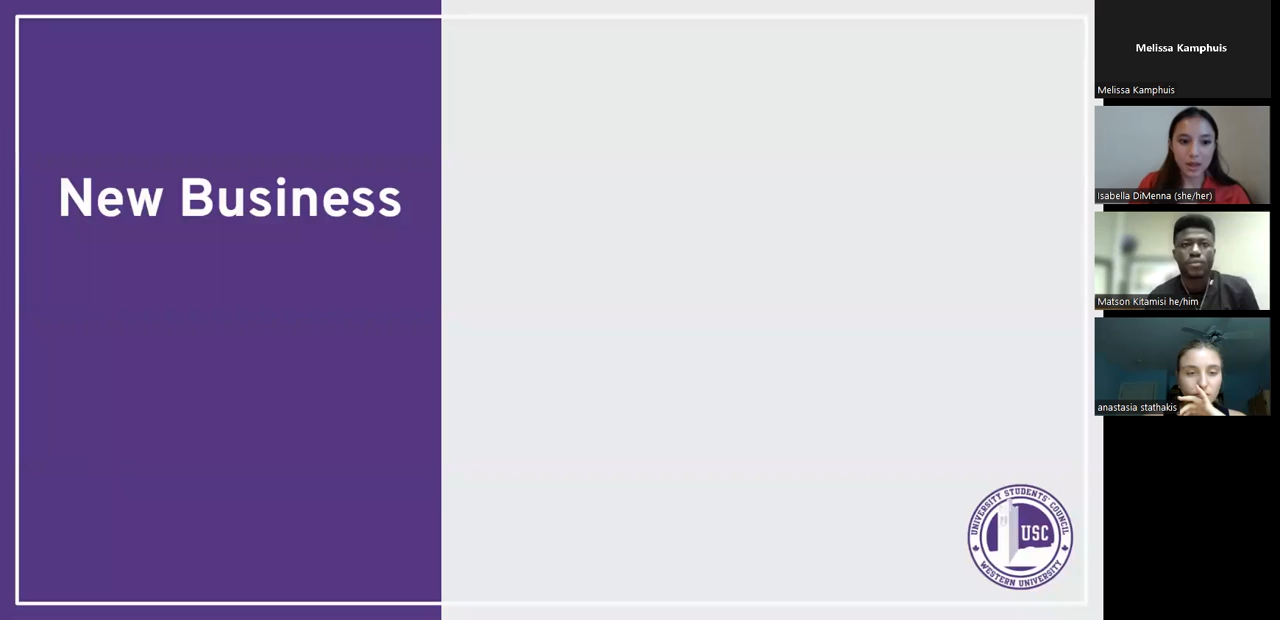 New Business
UNIVERSITY STUDENTS' COUNCIL
USC
WESTERN UNIVERSITY
Melissa Kamphuis
Melissa Kamphuis
Isabella DiMenna (she/her)
Matson Kitamisi he/him
anastasia stathakis